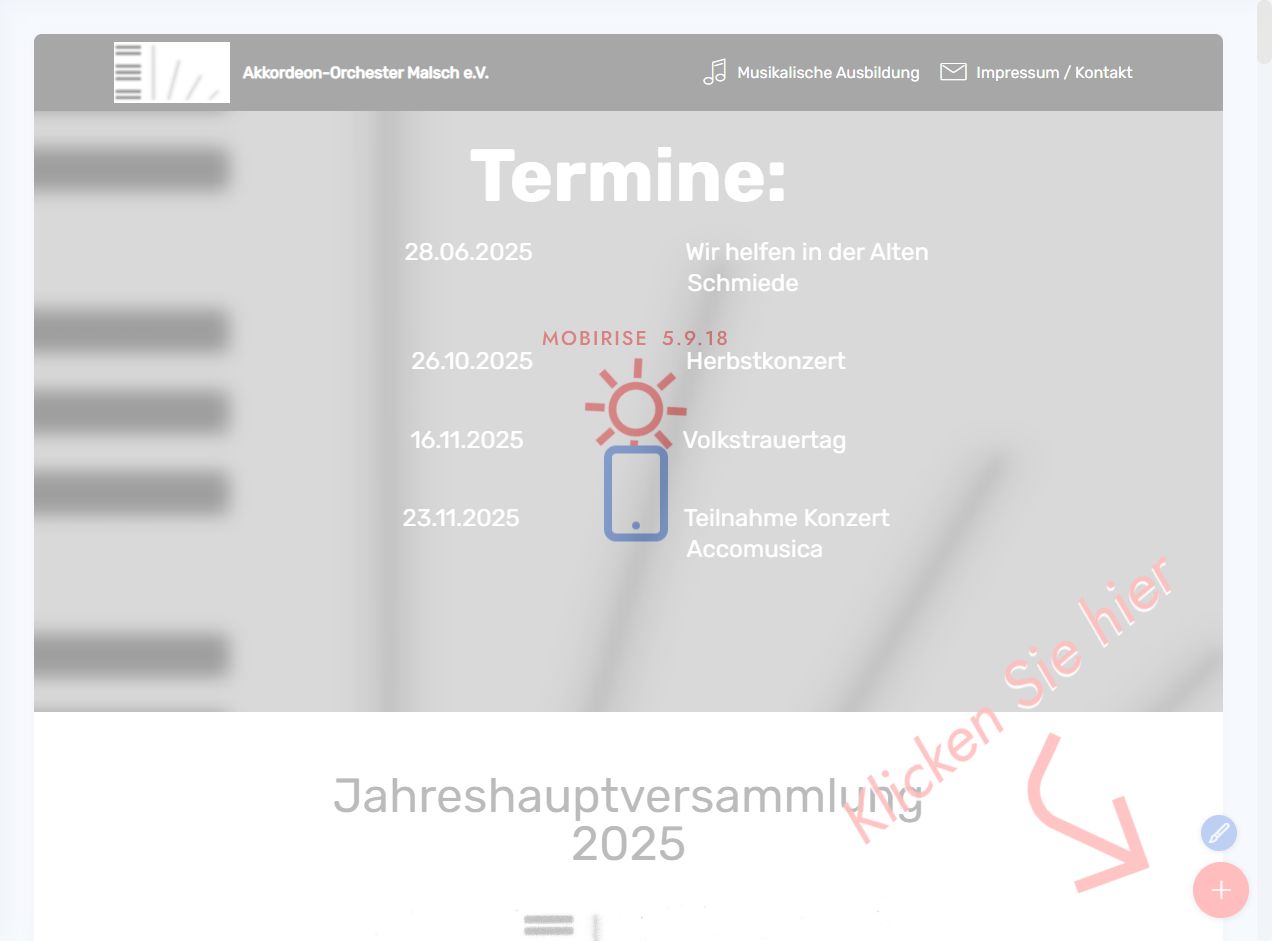 Akkordeon-Orchester Malsch e.V.
Musikalische Ausbildung
Impressum / Kontakt
Termine:
28.06.2025 Wir helfen in der Alten
Schmiede
MOBIRISE 5.9.18
26.10.2025 Herbstkonzert
16.11.2025 Volkstrauertag
23.11.2025 Teilnahme Konzert
Accomusica
Klicken Sie hier
Jahreshauptversammlung
2025